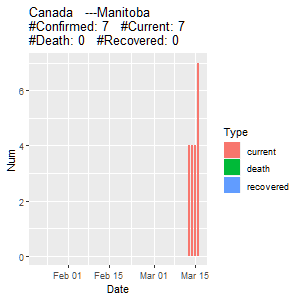 Canada   ---Manitoba
#Confirmed: 7   #Current: 7
#Death: 0   #Recovered: 0
Num
6
4
2
0
Feb 01
Feb 15
Mar 01
Mar 15
Date
Type
current
death
recovered